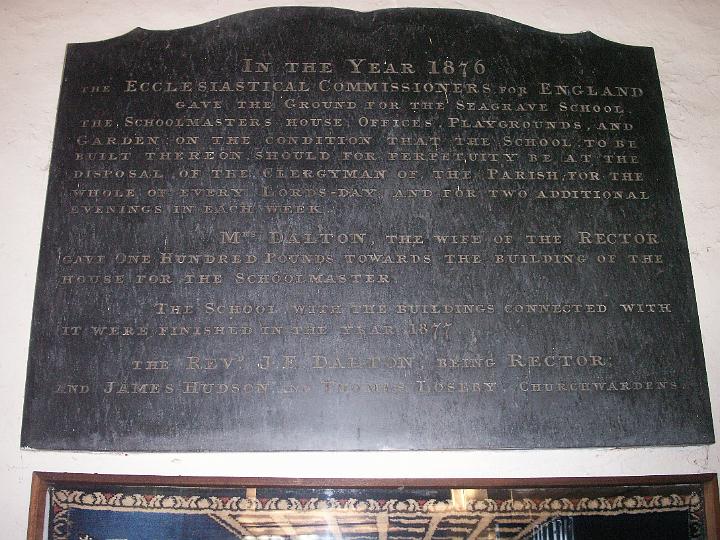 In the Year 1876
the Ecclesiastical Commissioners for England
gave the Ground for the Seagrave School,
the Schoolmasters house, Offices, Playgrounds, and
Garden; on the condition that the School to be
built thereon should for perpetuity be at the
disposal of the Clergyman of the Parish, for the
whole of every Lords-day, and for two additional
evenings in each week.
Mrs Dalton, the wife of the Rector
gave One Hundred Pounds towards the building of the
house for the Schoolmaster.
The School with the buildings connected with
it were finished in the year 1877
the Revd J.F. Dalton, being Rector;
and James Hudson, and Thomas Loseby, Churchwardens.